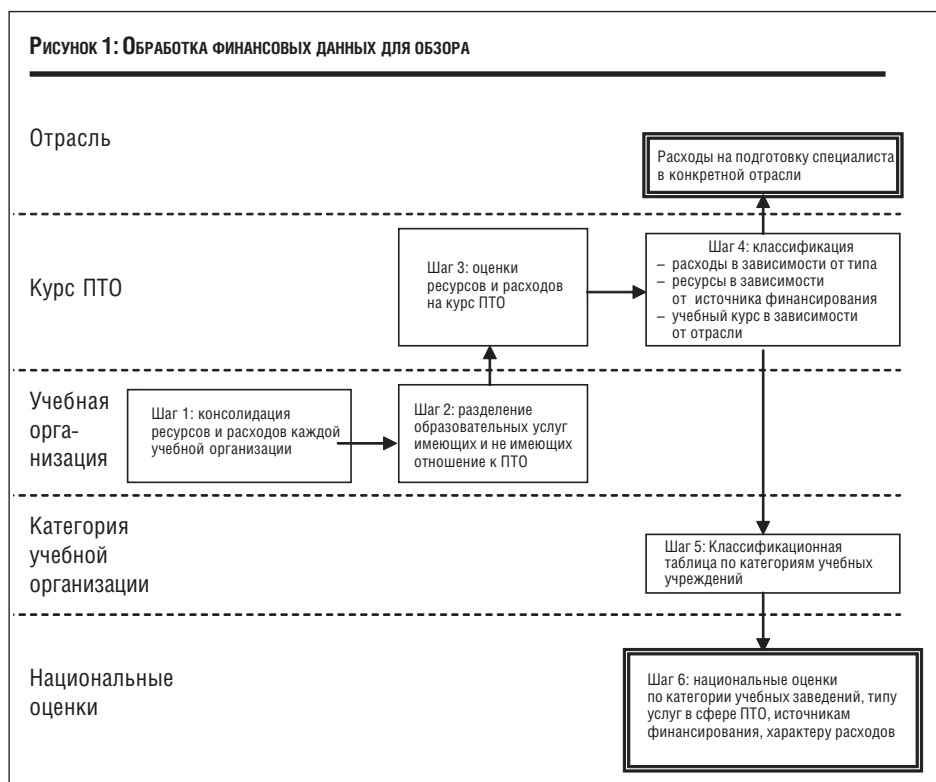 Рисунок 1: Обработка финансовых данных для обзора
Отрасль
Расходы на подготовку специалиста
в конкретной отрасли
Курс ПТО
Шаг 3: оценки
ресурсов и расходов
на курс ПТО
Шаг 4: классификация
– расходы в зависимости от типа
– ресурсы в зависимости
от источника финансирования
– учебный курс в зависимости
от отрасли
Учебная
орга-
низация
Шаг 1: консолидация
ресурсов и расходов каждой
учебной организации
Шаг 2: разделение
образовательных услуг
имеющих и не имеющих
отношение к ПТО
Категория
учебной
организации
Шаг 5: Классификационная
таблица по категориям учебных
учреждений
Национальные
оценки
Шаг 6: национальные оценки
по категории учебных заведений, типу
услуг в сфере ПТО, источникам
финансирования, характеру расходов